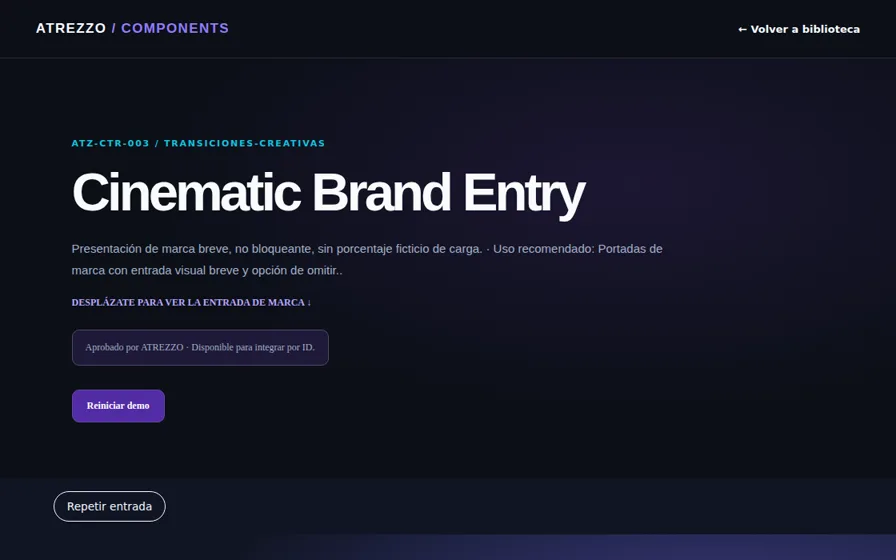 ATREZZO / COMPONENTS
← Volver a biblioteca
ATZ-CTR-003 / TRANSICIONES-CREATIVAS
Cinematic Brand Entry
Presentación de marca breve, no bloqueante, sin porcentaje ficticio de carga. · Uso recomendado: Portadas de
marca con entrada visual breve y opción de omitir..
DESPLÁZATE PARA VER LA ENTRADA DE MARCA ↓
Aprobado por ATREZZO · Disponible para integrar por ID.
Reiniciar demo
Repetir entrada